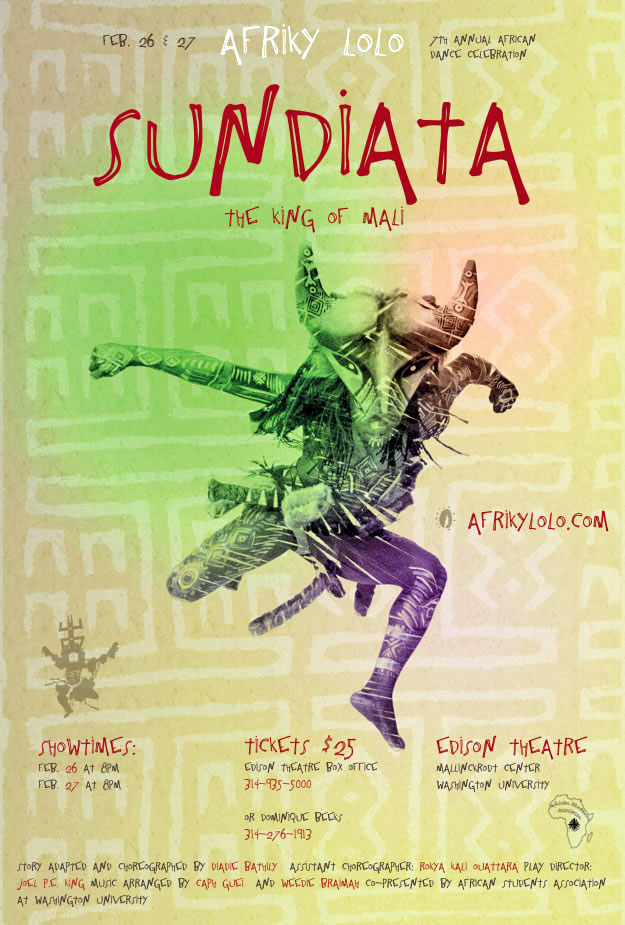 FEB. 26 & 27
AFRIKY LOLO
7TH ANNUAL AFRICAN
DANCE CELEBRATION
SUNDIATA
THE KING OF MALI
AFRIKYLOLO.COM
SHOWTIMES:
FEB. 26 AT 8PM
FEB. 27 AT 8PM
TICKETS $25
EDISON THEATRE BOX OFFICE
314-935-5000
OR DOMINIQUE BEEKS
314-276-1913
EDISON THEATRE
MALLINCKRODT CENTER
WASHINGTON UNIVERSITY
African Students
Association
STORY ADAPTED AND CHOREOGRAPHED BY DIADIE BATHILY ASSISTANT CHOREOGRAPHER: ROKYA KALI OUATTARA PLAY DIRECTOR:
JOEL P.E. KING MUSIC ARRANGED BY CAPH GUEI AND WEEDIE BRAIMAH CO-PRESENTED BY AFRICAN STUDENTS ASSOCIATION
AT WASHINGTON UNIVERSITY